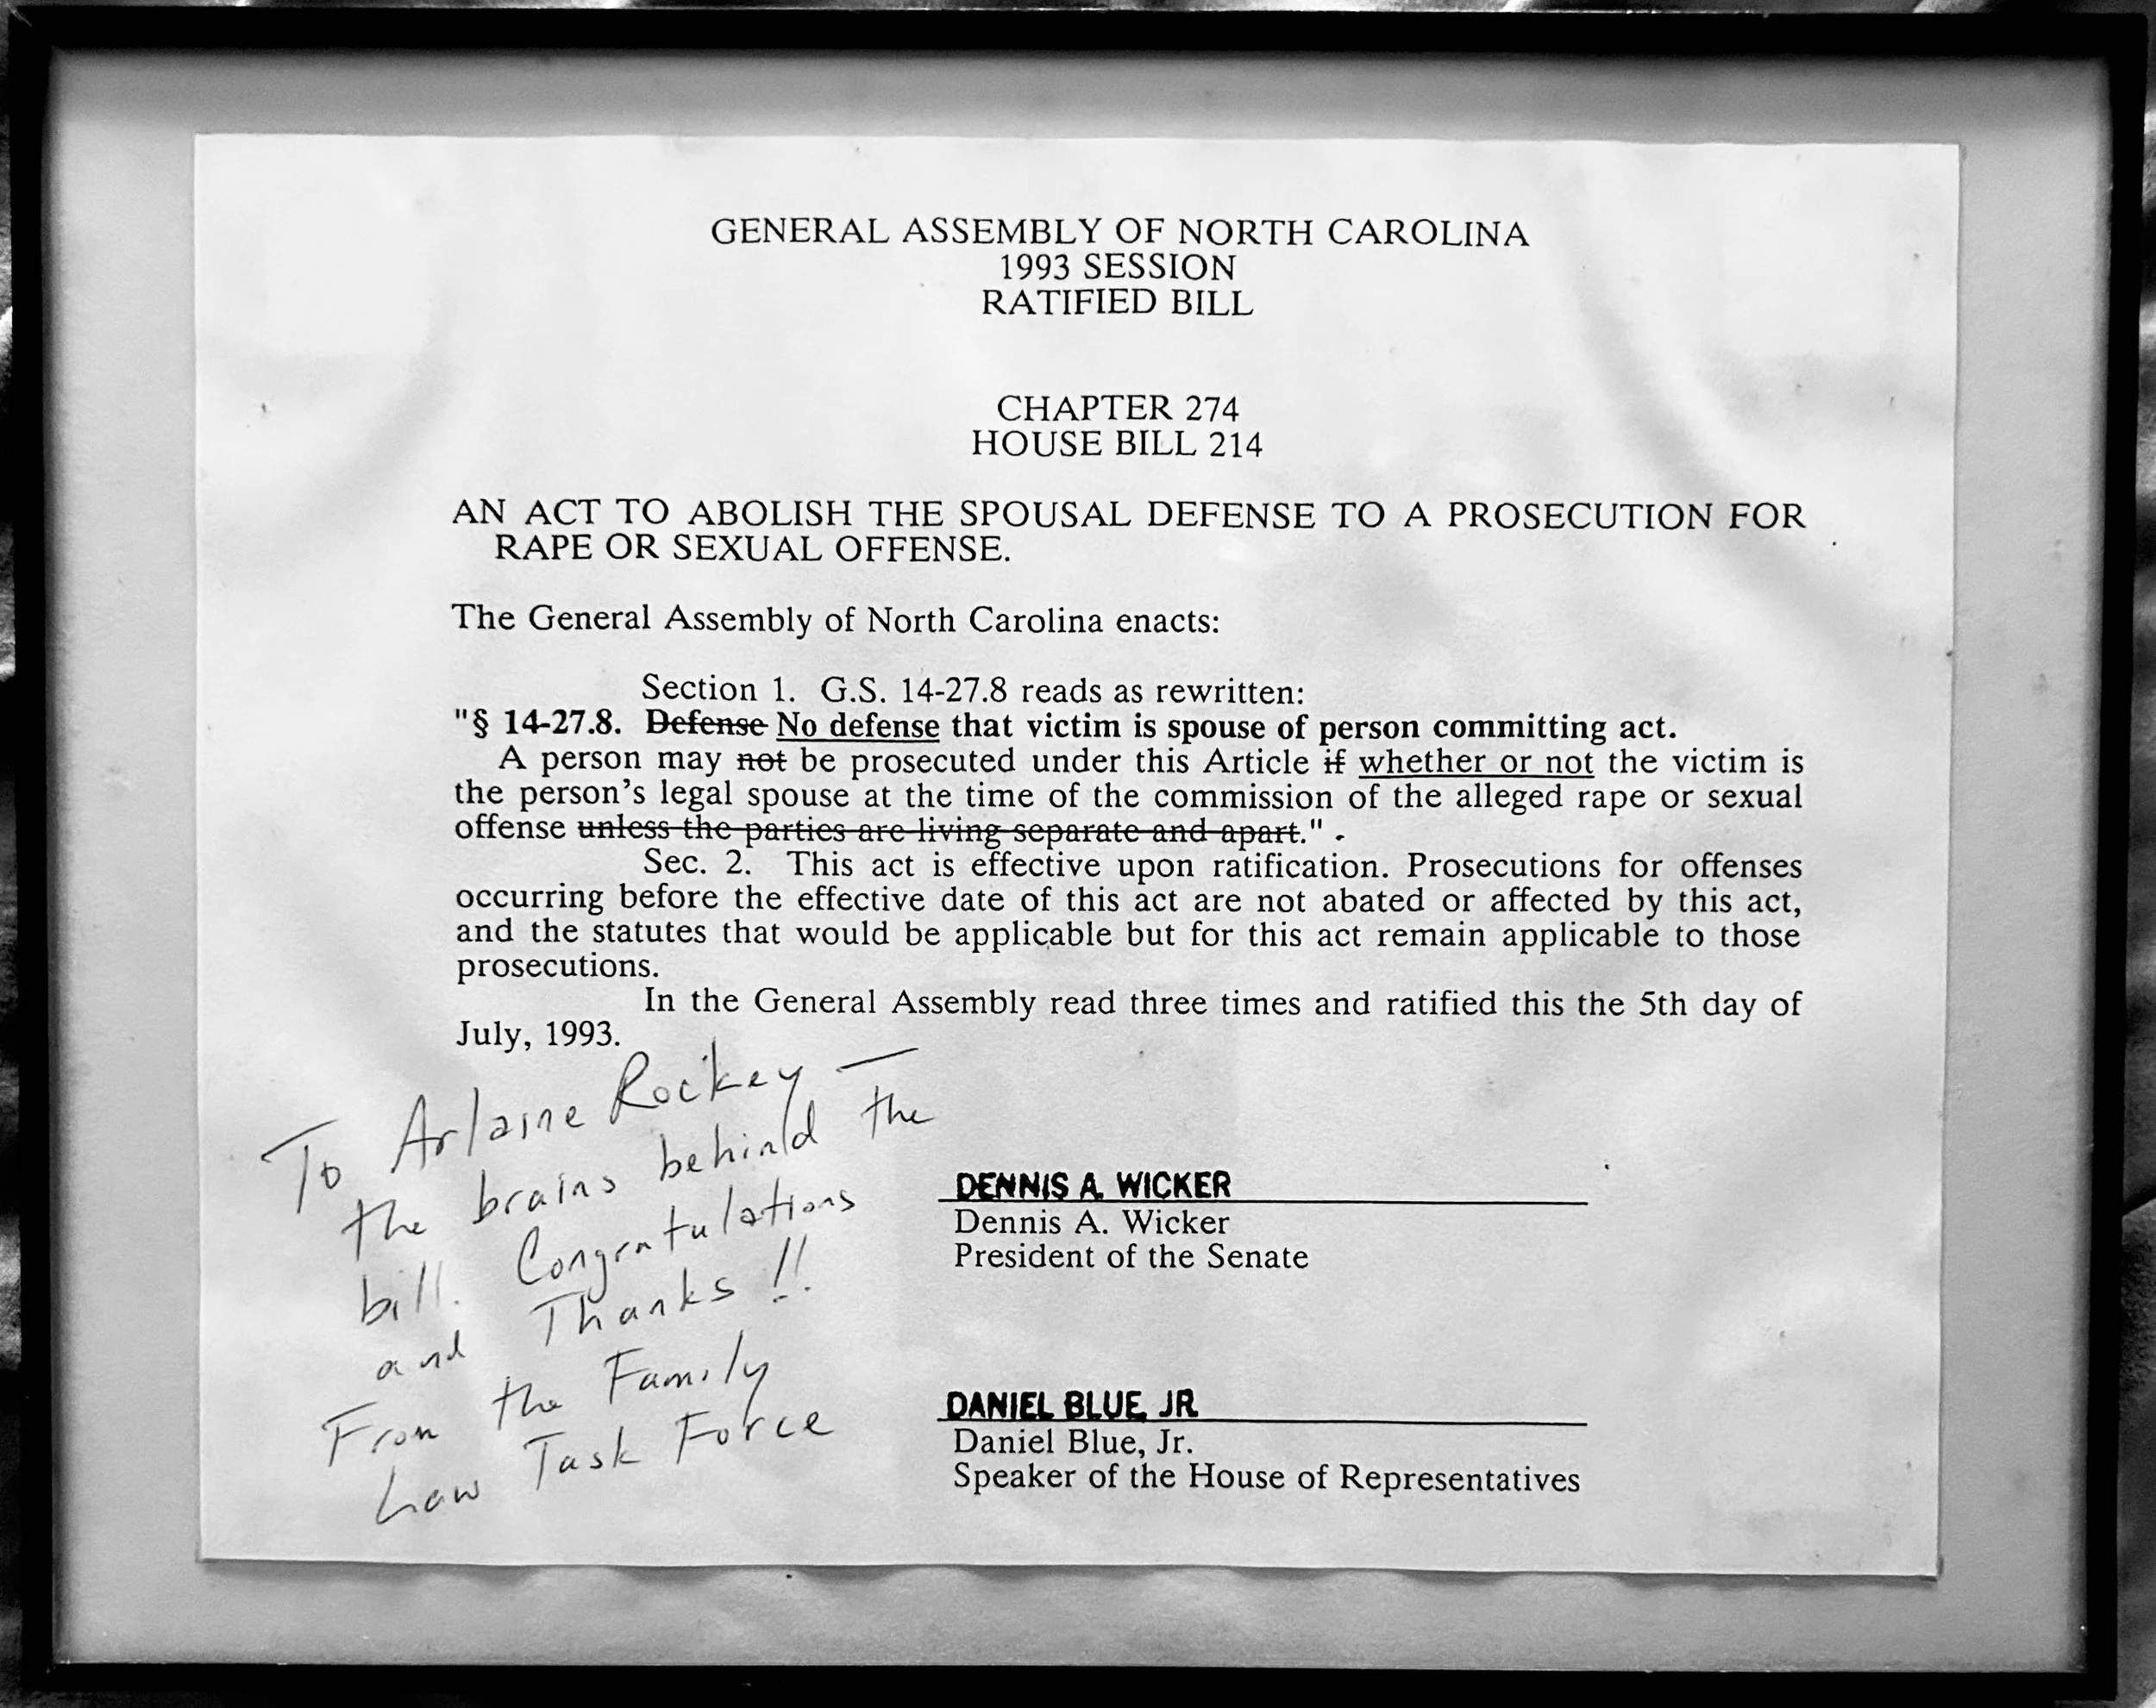 GENERAL ASSEMBLY OF NORTH CAROLINA
1993 SESSION
RATIFIED BILL
CHAPTER 274
HOUSE BILL 214
AN ACT TO ABOLISH THE SPOUSAL DEFENSE TO A PROSECUTION FOR
RAPE OR SEXUAL OFFENSE.
The General Assembly of North Carolina enacts:
Section 1. G.S. 14-27.8 reads as rewritten:
"§ 14-27.8. Defense No defense that victim is spouse of person committing act.
A person may not be prosecuted under this Article if whether or not the victim is
the person's legal spouse at the time of the commission of the alleged rape or sexual
offense unless the parties are living separate and apart."
Sec. 2. This act is effective upon ratification. Prosecutions for offenses
occurring before the effective date of this act are not abated or affected by this act,
and the statutes that would be applicable but for this act remain applicable to those
prosecutions.
In the General Assembly read three times and ratified this the 5th day of
July, 1993.
To Arlaine Rockey —
the brains behind the
bill. Congratulations
and Thanks!!
From the Family
Law Task Force
DENNIS A. WICKER
Dennis A. Wicker
President of the Senate
DANIEL BLUE, JR
Daniel Blue, Jr.
Speaker of the House of Representatives